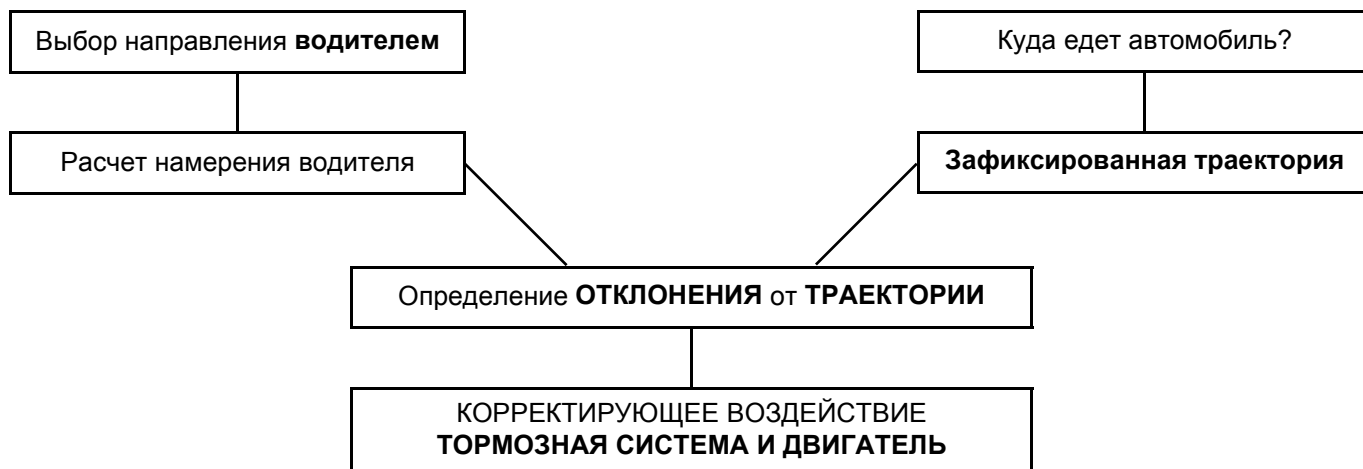 Выбор направления водителем
Куда едет автомобиль?
Расчет намерения водителя
Зафиксированная траектория
Определение ОТКЛОНЕНИЯ от ТРАЕКТОРИИ
КОРРЕКТИРУЮЩЕЕ ВОЗДЕЙСТВИЕ
ТОРМОЗНАЯ СИСТЕМА И ДВИГАТЕЛЬ